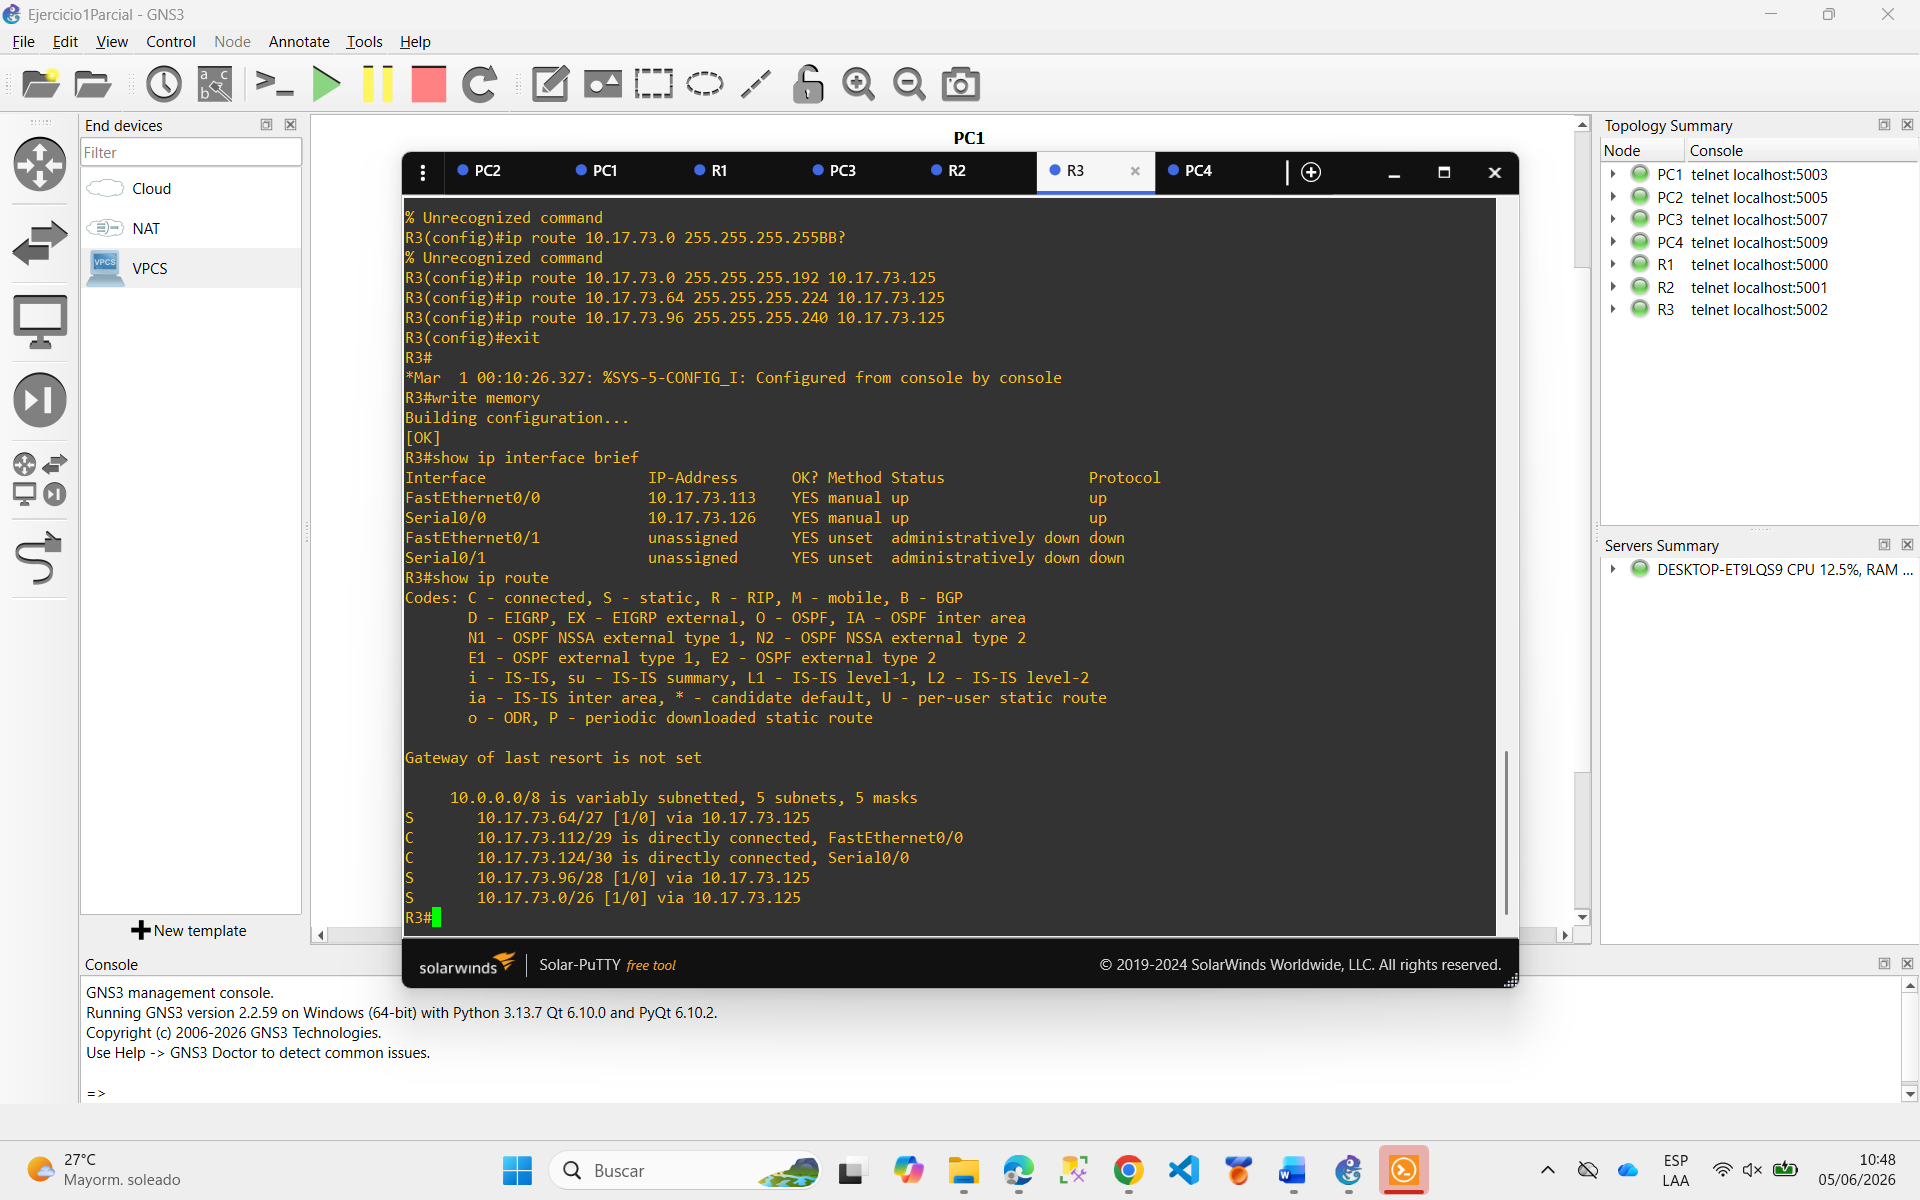 Ejercicio1Parcial - GNS3
File Edit View Control Node Annotate Tools Help
End devices
Filter
Cloud
NAT
VPCS
VPCS
New template
PC1
PC2 PC1 R1 PC3 R2 R3 PC4
% Unrecognized command
R3(config)#ip route 10.17.73.0 255.255.255.255BB?
% Unrecognized command
R3(config)#ip route 10.17.73.0 255.255.255.192 10.17.73.125
R3(config)#ip route 10.17.73.64 255.255.255.224 10.17.73.125
R3(config)#ip route 10.17.73.96 255.255.255.240 10.17.73.125
R3(config)#exit
R3#
*Mar  1 00:10:26.327: %SYS-5-CONFIG_I: Configured from console by console
R3#write memory
Building configuration...
[OK]
R3#show ip interface brief
Interface                  IP-Address      OK? Method Status                Protocol
FastEthernet0/0            10.17.73.113    YES manual up                    up
Serial0/0                  10.17.73.126    YES manual up                    up
FastEthernet0/1            unassigned      YES unset  administratively down down
Serial0/1                  unassigned      YES unset  administratively down down
R3#show ip route
Codes: C - connected, S - static, R - RIP, M - mobile, B - BGP
       D - EIGRP, EX - EIGRP external, O - OSPF, IA - OSPF inter area
       N1 - OSPF NSSA external type 1, N2 - OSPF NSSA external type 2
       E1 - OSPF external type 1, E2 - OSPF external type 2
       i - IS-IS, su - IS-IS summary, L1 - IS-IS level-1, L2 - IS-IS level-2
       ia - IS-IS inter area, * - candidate default, U - per-user static route
       o - ODR, P - periodic downloaded static route
Gateway of last resort is not set
     10.0.0.0/8 is variably subnetted, 5 subnets, 5 masks
S       10.17.73.64/27 [1/0] via 10.17.73.125
C       10.17.73.112/29 is directly connected, FastEthernet0/0
C       10.17.73.124/30 is directly connected, Serial0/0
S       10.17.73.96/28 [1/0] via 10.17.73.125
S       10.17.73.0/26 [1/0] via 10.17.73.125
R3#
solarwinds Solar-PuTTY free tool © 2019-2024 SolarWinds Worldwide, LLC. All rights reserved.
Topology Summary
Node Console
PC1 telnet localhost:5003
PC2 telnet localhost:5005
PC3 telnet localhost:5007
PC4 telnet localhost:5009
R1 telnet localhost:5000
R2 telnet localhost:5001
R3 telnet localhost:5002
Servers Summary
DESKTOP-ET9LQS9 CPU 12.5%, RAM ...
Console
GNS3 management console.
Running GNS3 version 2.2.59 on Windows (64-bit) with Python 3.13.7 Qt 6.10.0 and PyQt 6.10.2.
Copyright (c) 2006-2026 GNS3 Technologies.
Use Help -> GNS3 Doctor to detect common issues.
=>
27°C
Mayorm. soleado
Buscar
ESP
LAA
10:48
05/06/2026